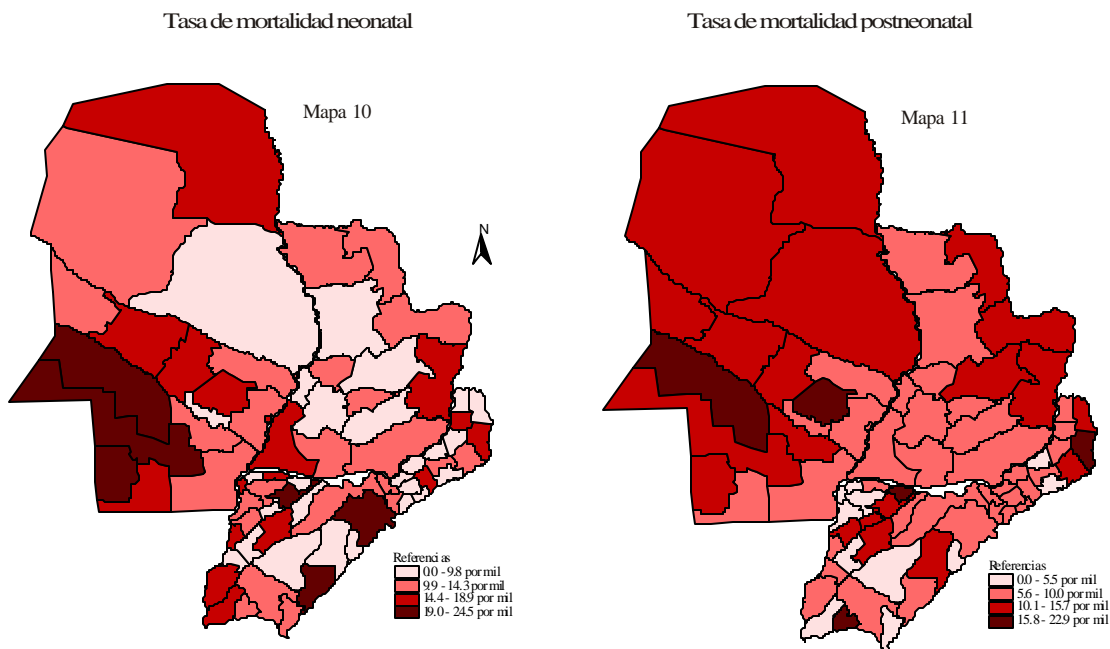 Tasa de mortalidad neonatal
Tasa de mortalidad postneonatal
Mapa 10
Mapa 11
N
Referencias
0.0 - 9.8 por mil
9.9 - 14.3 por mil
14.4 - 18.9 por mil
19.0 - 24.5 por mil
Referencias
0.0 - 5.5 por mil
5.6 - 10.0 por mil
10.1 - 15.7 por mil
15.8 - 22.9 por mil